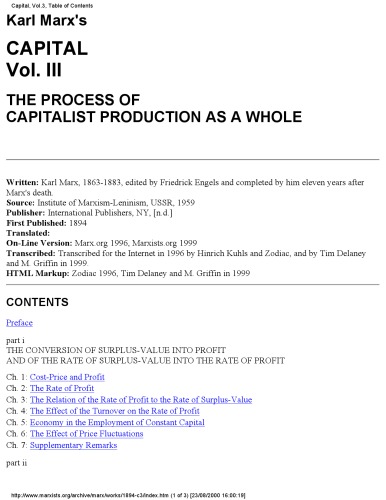 Capital, Vol.3, Table of Contents
Karl Marx's
CAPITAL
Vol. III
THE PROCESS OF
CAPITALIST PRODUCTION AS A WHOLE
Written: Karl Marx, 1863-1883, edited by Friedrick Engels and completed by him eleven years after
Marx's death.
Source: Institute of Marxism-Leninism, USSR, 1959
Publisher: International Publishers, NY, [n.d.]
First Published: 1894
Translated:
On-Line Version: Marx.org 1996, Marxists.org 1999
Transcribed: Transcribed for the Internet in 1996 by Hinrich Kuhls and Zodiac, and by Tim Delaney
and M. Griffin in 1999.
HTML Markup: Zodiac 1996, Tim Delaney and M. Griffin in 1999
CONTENTS
Preface
part i
THE CONVERSION OF SURPLUS-VALUE INTO PROFIT
AND OF THE RATE OF SURPLUS-VALUE INTO THE RATE OF PROFIT
Ch. 1: Cost-Price and Profit
Ch. 2: The Rate of Profit
Ch. 3: The Relation of the Rate of Profit to the Rate of Surplus-Value
Ch. 4: The Effect of the Turnover on the Rate of Profit
Ch. 5: Economy in the Employment of Constant Capital
Ch. 6: The Effect of Price Fluctuations
Ch. 7: Supplementary Remarks
part ii
http://www.marxists.org/archive/marx/works/1894-c3/index.htm (1 of 3) [23/08/2000 16:00:19]